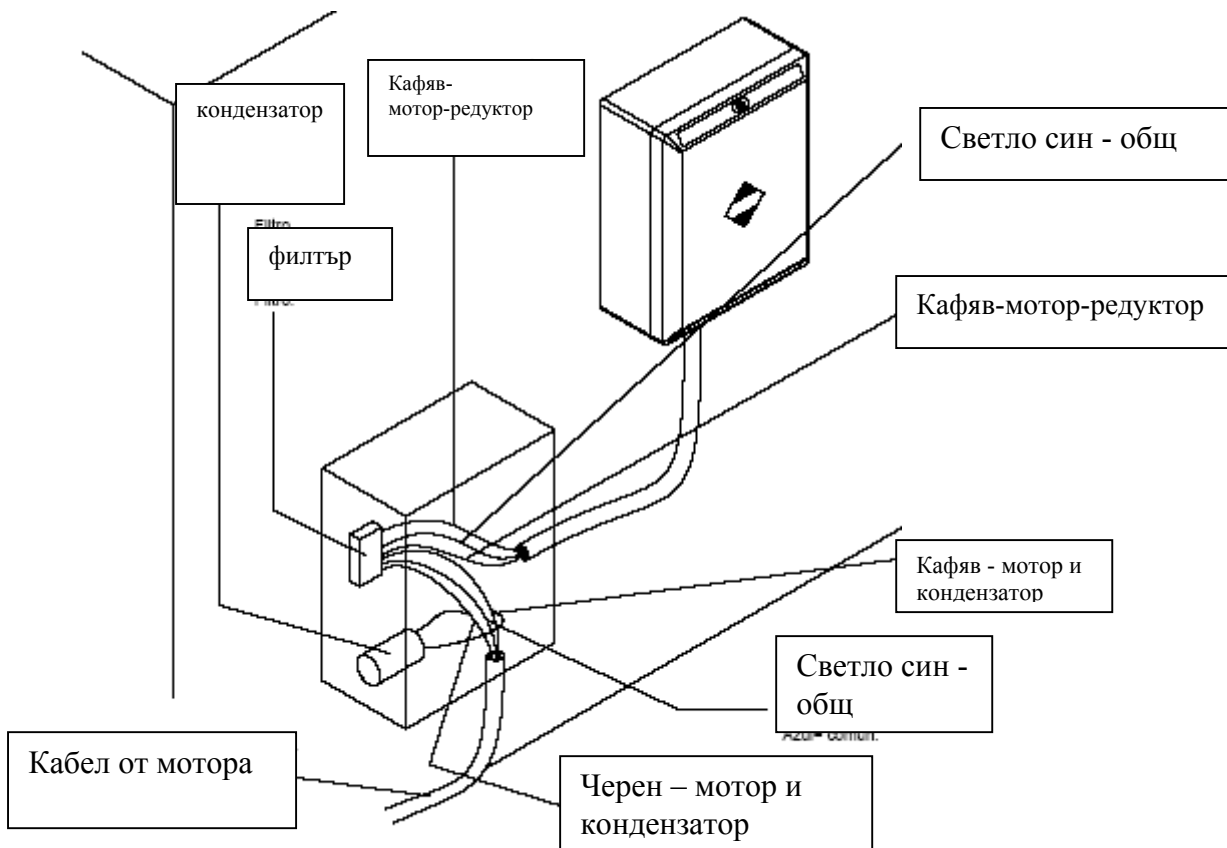 кондензатор
Кафяв-
мотор-редуктор
Светло син - общ
Filtro.
филтър
Filtro.
Кафяв-мотор-редуктор
Кафяв - мотор и
кондензатор
Светло син -
общ
Azul= comun.
Кабел от мотора
Черен – мотор и
кондензатор